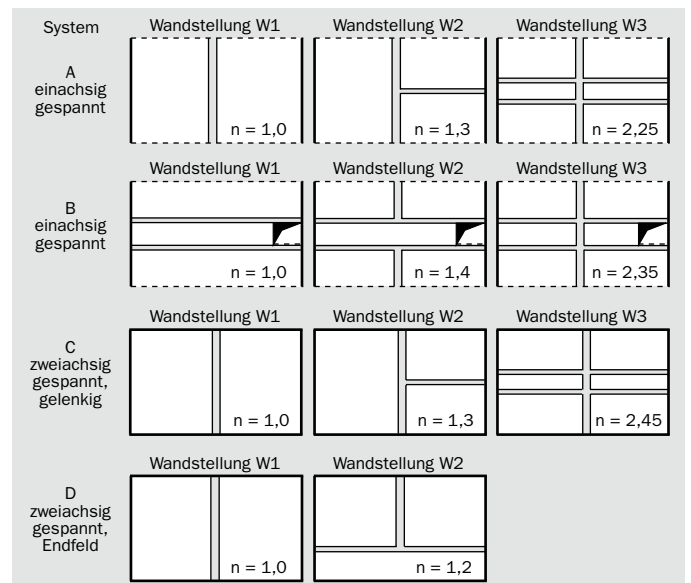 System
Wandstellung W1
Wandstellung W2
Wandstellung W3
A
einachsig
gespannt
n = 1,0
n = 1,3
n = 2,25
Wandstellung W1
Wandstellung W2
Wandstellung W3
B
einachsig
gespannt
n = 1,0
n = 1,4
n = 2,35
Wandstellung W1
Wandstellung W2
Wandstellung W3
C
zweiachsig
gespannt,
gelenkig
n = 1,0
n = 1,3
n = 2,45
Wandstellung W1
Wandstellung W2
D
zweiachsig
gespannt,
Endfeld
n = 1,0
n = 1,2